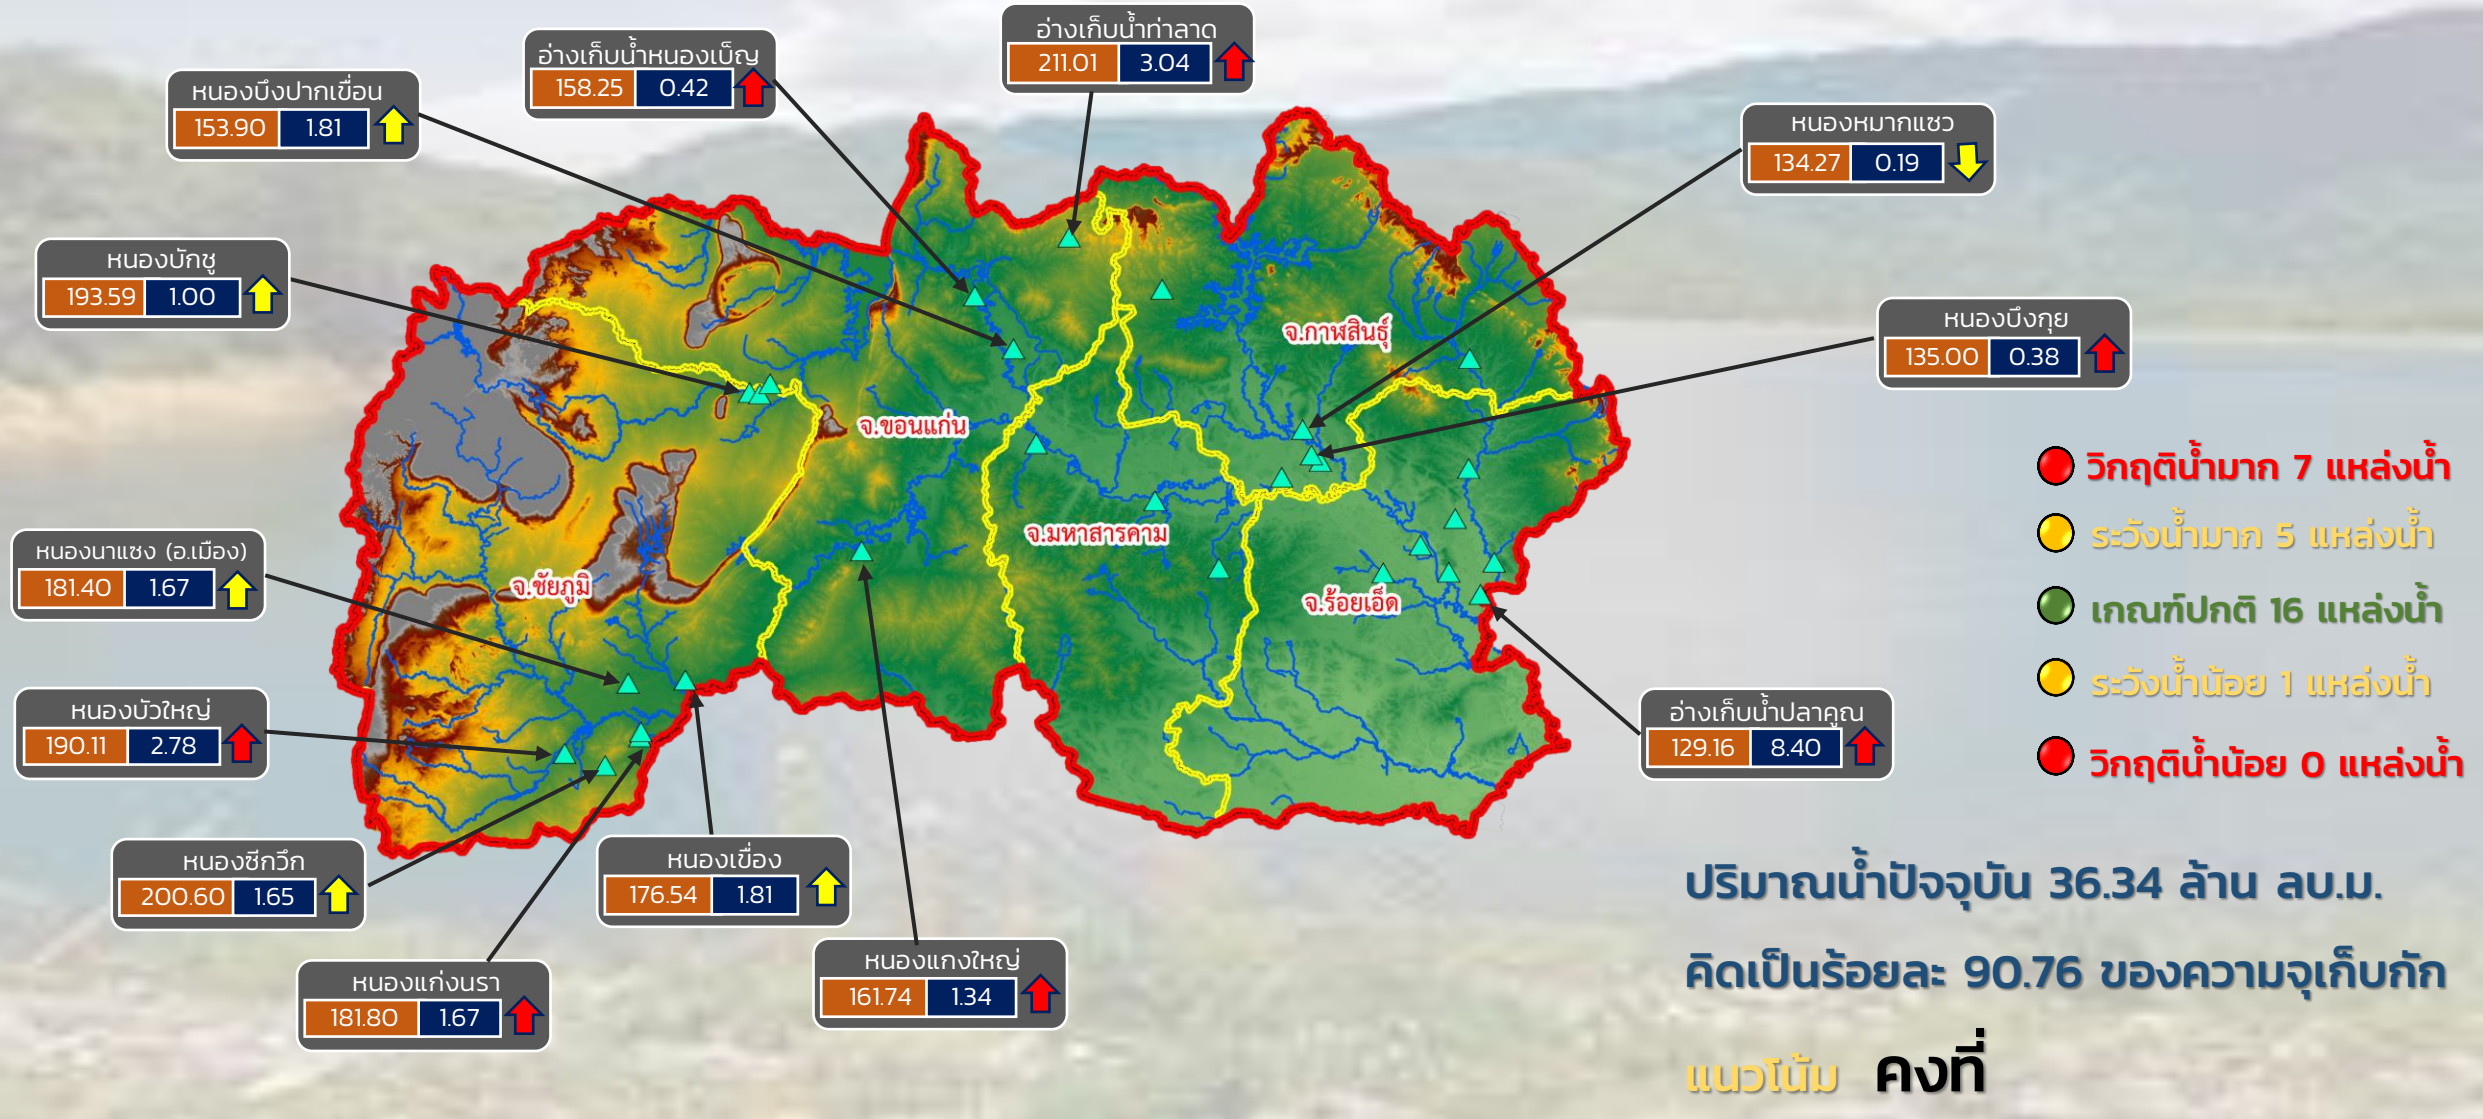 อ่างเก็บน้ำท่าลาด
211.01 3.04
อ่างเก็บน้ำหนองเบ็ญ
158.25 0.42
หนองบึงปากเขื่อน
153.90 1.81
หนองหมากแซว
134.27 0.19
หนองบักชู
193.59 1.00
หนองบึงกุย
135.00 0.38
จ.กาฬสินธุ์
จ.ขอนแก่น
จ.มหาสารคาม
จ.ชัยภูมิ
จ.ร้อยเอ็ด
หนองนาแซง (อ.เมือง)
181.40 1.67
หนองบัวใหญ่
190.11 2.78
อ่างเก็บน้ำปลาคูณ
129.16 8.40
หนองซีกวึก
200.60 1.65
หนองเขื่อง
176.54 1.81
หนองแก่งนรา
181.80 1.67
หนองแกงใหญ่
161.74 1.34
วิกฤติน้ำมาก 7 แหล่งน้ำ
ระวังน้ำมาก 5 แหล่งน้ำ
เกณฑ์ปกติ 16 แหล่งน้ำ
ระวังน้ำน้อย 1 แหล่งน้ำ
วิกฤติน้ำน้อย 0 แหล่งน้ำ
ปริมาณน้ำปัจจุบัน 36.34 ล้าน ลบ.ม.
คิดเป็นร้อยละ 90.76 ของความจุเก็บกัก
แนวโน้ม คงที่